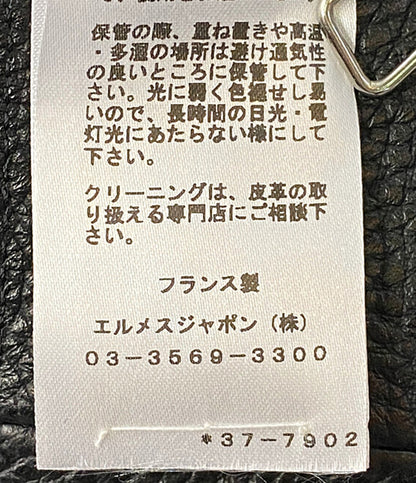 保管の際、重ね置きや高温
・多湿の場所は避け通気性
の良いところに保管して下
さい。光に弱く色褪せし易
いので、長時間の日光・電
灯光にあたらない様にして
下さい。
クリーニングは、皮革の取
り扱える専門店にご相談下
さい。
フランス製
エルメスジャポン（株）
03-3569-3300
*37-7902